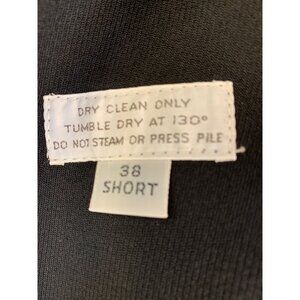 DRY CLEAN ONLY
TUMBLE DRY AT 130°
DO NOT STEAM OR PRESS PILE
38
SHORT